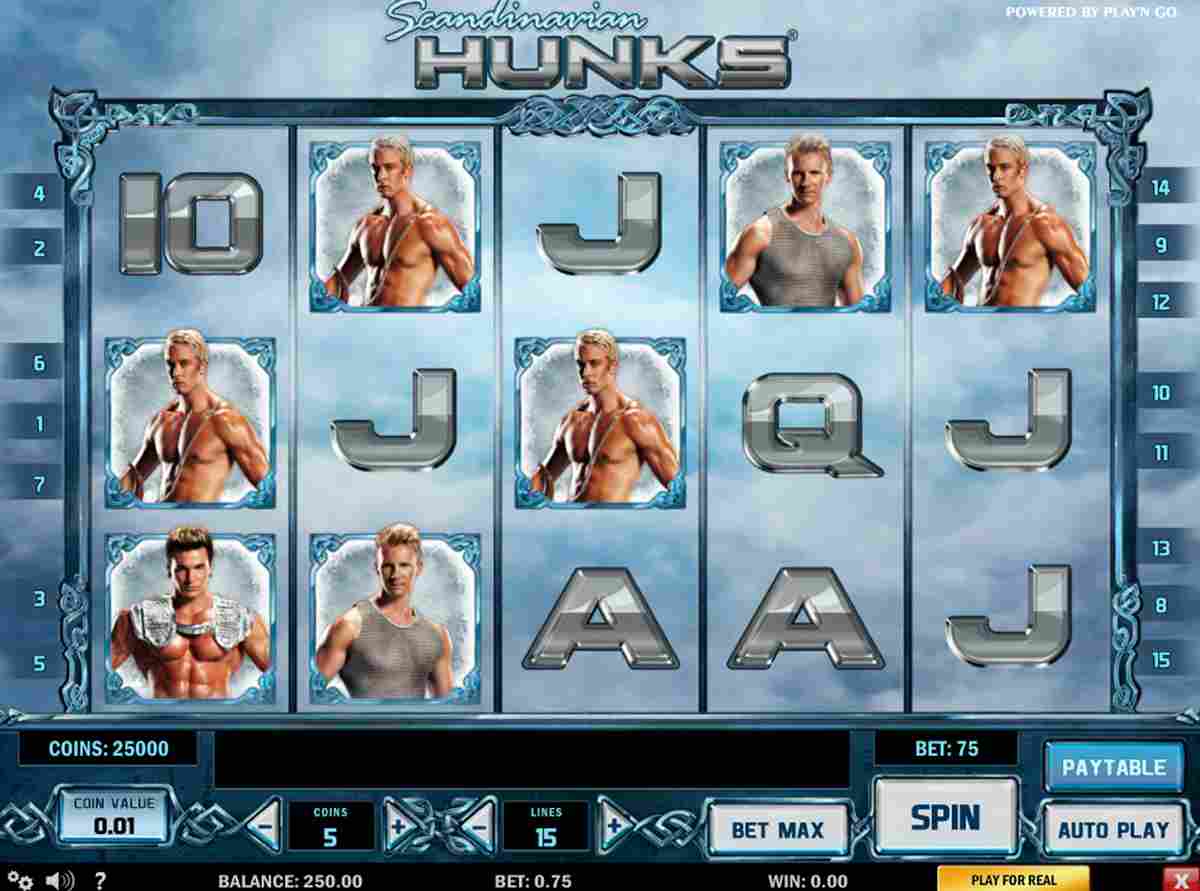 Scandinavian
HUNKS®
POWERED BY PLAY'N GO
4
2
6
1
7
3
5
10
J
J
Q
J
A
A
J
14
9
12
10
11
13
8
15
COINS: 25000
BET: 75
PAYTABLE
COIN VALUE
0.01
-
COINS
5
+
-
LINES
15
+
BET MAX
SPIN
AUTO PLAY
?
BALANCE: 250.00
BET: 0.75
WIN: 0.00
PLAY FOR REAL
X